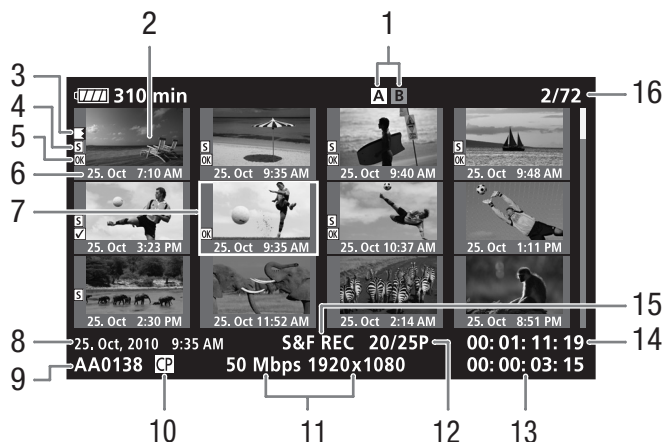 1
2
3
4
5
6
7
8
9
10
11
12
13
14
15
16
310 min
A B
2/72
S
OK
25. Oct 7:10 AM
OK
25. Oct 9:35 AM
S
OK
25. Oct 9:40 AM
S
OK
25. Oct 9:48 AM
S
25. Oct 3:23 PM
OK
25. Oct 9:35 AM
S
OK
25. Oct 10:37 AM
25. Oct 1:11 PM
S
25. Oct 2:30 PM
25. Oct 11:52 AM
25. Oct 2:14 AM
25. Oct 8:51 PM
25. Oct, 2010 9:35 AM
S&F REC 20/25P
00: 01: 11: 19
AA0138 CP
50 Mbps 1920x1080
00: 00: 03: 15